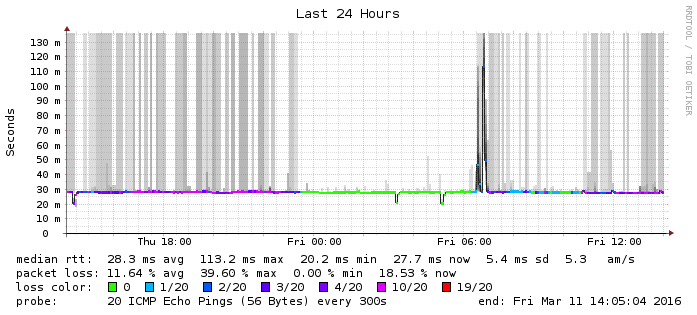 Last 24 Hours
RRDTOOL / TOBI OETIKER
Seconds
130 m
120 m
110 m
100 m
90 m
80 m
70 m
60 m
50 m
40 m
30 m
20 m
10 m
0
Thu 18:00 Fri 00:00 Fri 06:00 Fri 12:00
median rtt: 28.3 ms avg 113.2 ms max 20.2 ms min 27.7 ms now 5.4 ms sd 5.3 am/s
packet loss: 11.64 % avg 39.60 % max 0.00 % min 18.53 % now
loss color: 0 1/20 2/20 3/20 4/20 10/20 19/20
probe: 20 ICMP Echo Pings (56 Bytes) every 300s end: Fri Mar 11 14:05:04 2016